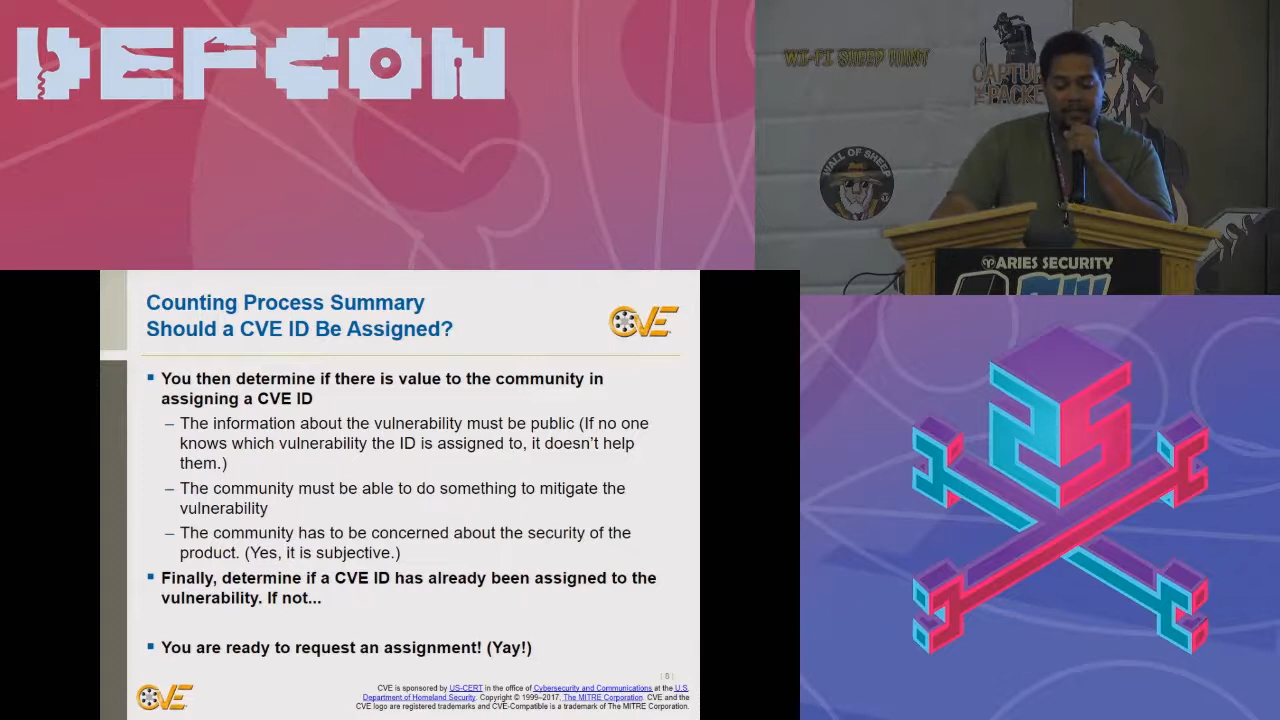 DEFCON
WI-FI SHEEP HUNT
CAPTURE
THE PACKE
WALL OF SHEEP
ARIES SECURITY
Counting Process Summary
Should a CVE ID Be Assigned?
CVE
▪ You then determine if there is value to the community in
assigning a CVE ID
– The information about the vulnerability must be public (If no one
knows which vulnerability the ID is assigned to, it doesn't help
them.)
– The community must be able to do something to mitigate the
vulnerability
– The community has to be concerned about the security of the
product. (Yes, it is subjective.)
▪ Finally, determine if a CVE ID has already been assigned to the
vulnerability. If not...
▪ You are ready to request an assignment! (Yay!)
| 8 |
CVE
CVE is sponsored by US-CERT in the office of Cybersecurity and Communications at the U.S.
Department of Homeland Security. Copyright © 1999–2017, The MITRE Corporation. CVE and the
CVE logo are registered trademarks and CVE-Compatible is a trademark of The MITRE Corporation.
25